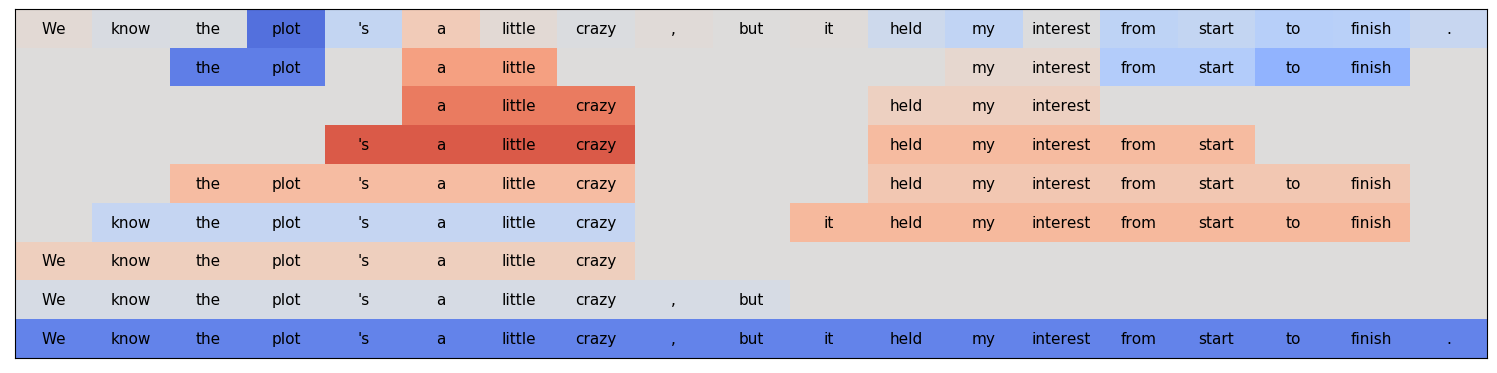 We know the plot 's a little crazy , but it held my interest from start to finish .
the plot a little my interest from start to finish
a little crazy held my interest
's a little crazy held my interest from start
the plot 's a little crazy held my interest from start to finish
know the plot 's a little crazy it held my interest from start to finish
We know the plot 's a little crazy
We know the plot 's a little crazy , but
We know the plot 's a little crazy , but it held my interest from start to finish .